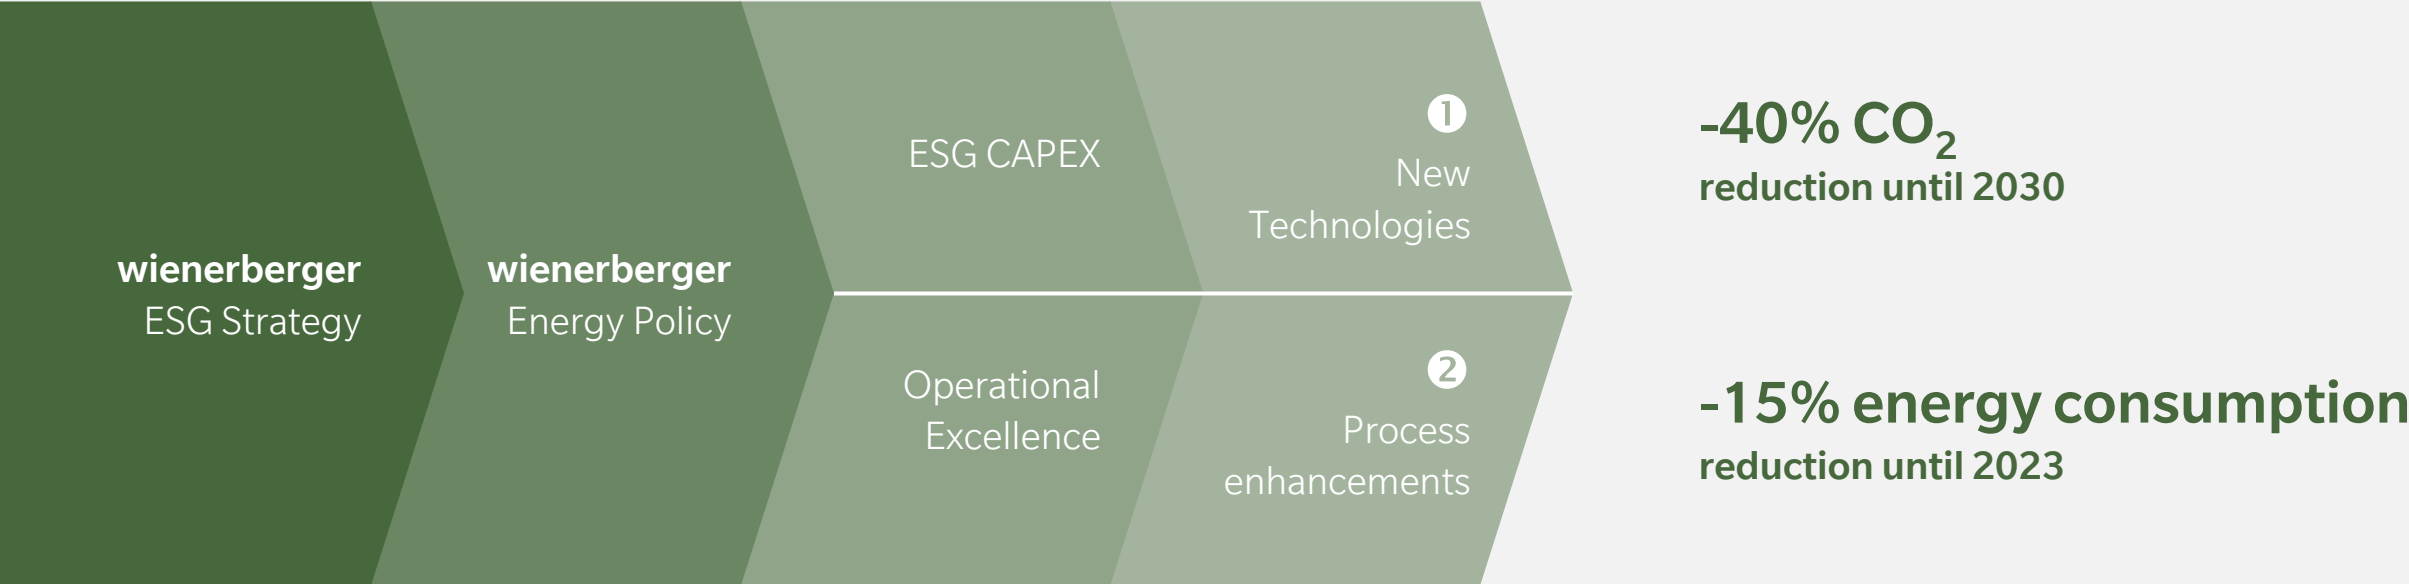 wienerberger
ESG Strategy
wienerberger
Energy Policy
ESG CAPEX
Operational
Excellence
1
New
Technologies
2
Process
enhancements
-40% CO₂
reduction until 2030
-15% energy consumption
reduction until 2023